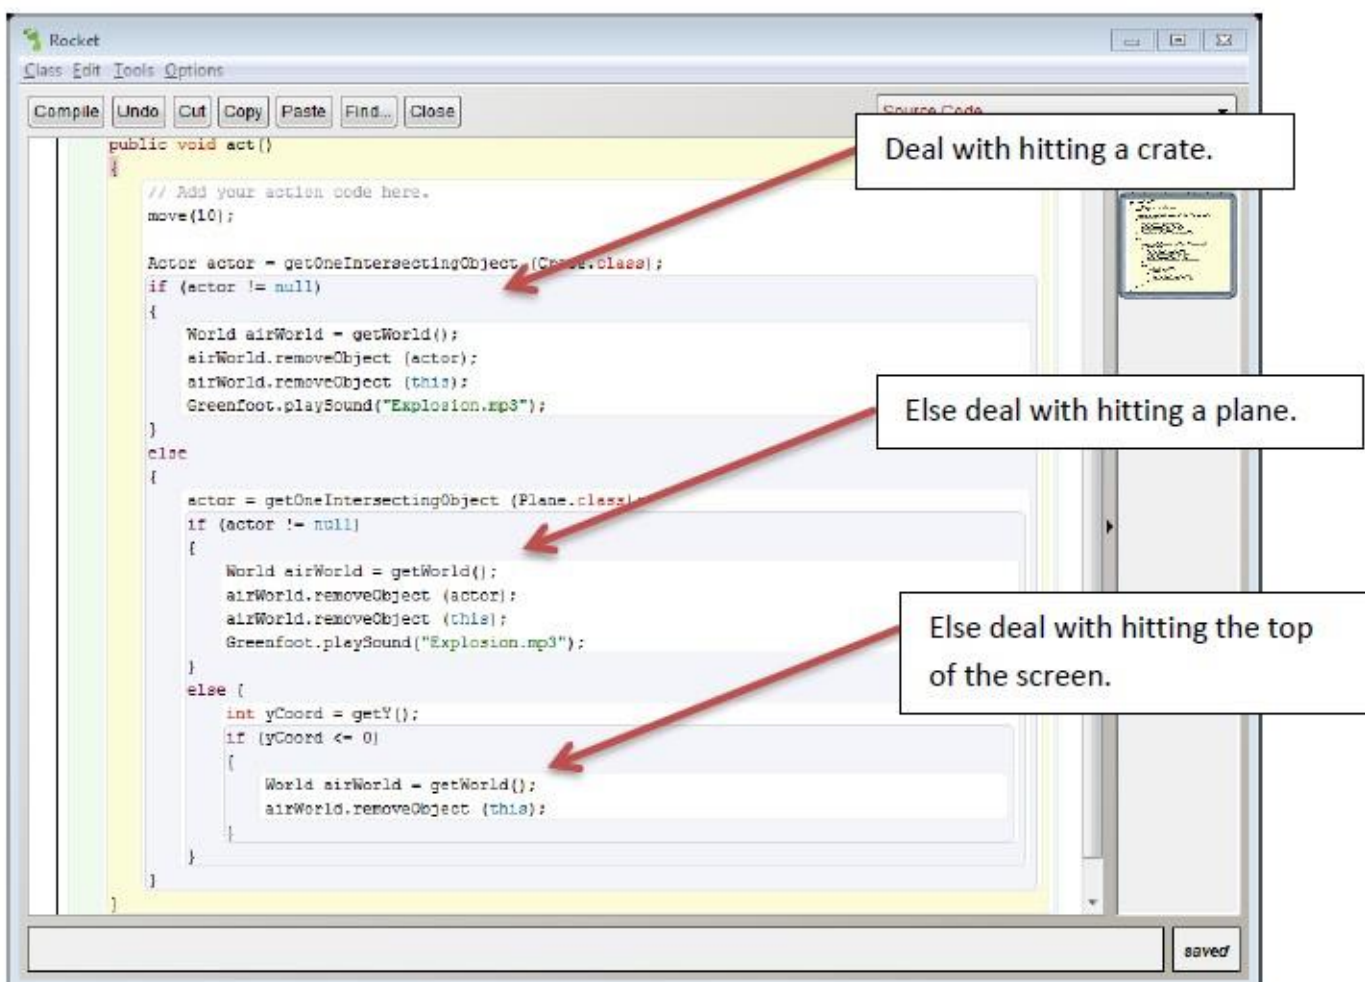 Rocket
Class Edit Tools Options
Compile Undo Cut Copy Paste Find... Close
Source Code
public void act()
{
// Add your action code here.
move(10);
Actor actor = getOneIntersectingObject (Crate.class);
if (actor != null)
{
World airWorld = getWorld();
airWorld.removeObject (actor);
airWorld.removeObject (this);
Greenfoot.playSound("Explosion.mp3");
}
else
{
actor = getOneIntersectingObject (Plane.class);
if (actor != null)
{
World airWorld = getWorld();
airWorld.removeObject (actor);
airWorld.removeObject (this);
Greenfoot.playSound("Explosion.mp3");
}
else {
int yCoord = getY();
if (yCoord <= 0)
{
World airWorld = getWorld();
airWorld.removeObject (this);
}
}
}
}
Deal with hitting a crate.
Else deal with hitting a plane.
Else deal with hitting the top
of the screen.
saved